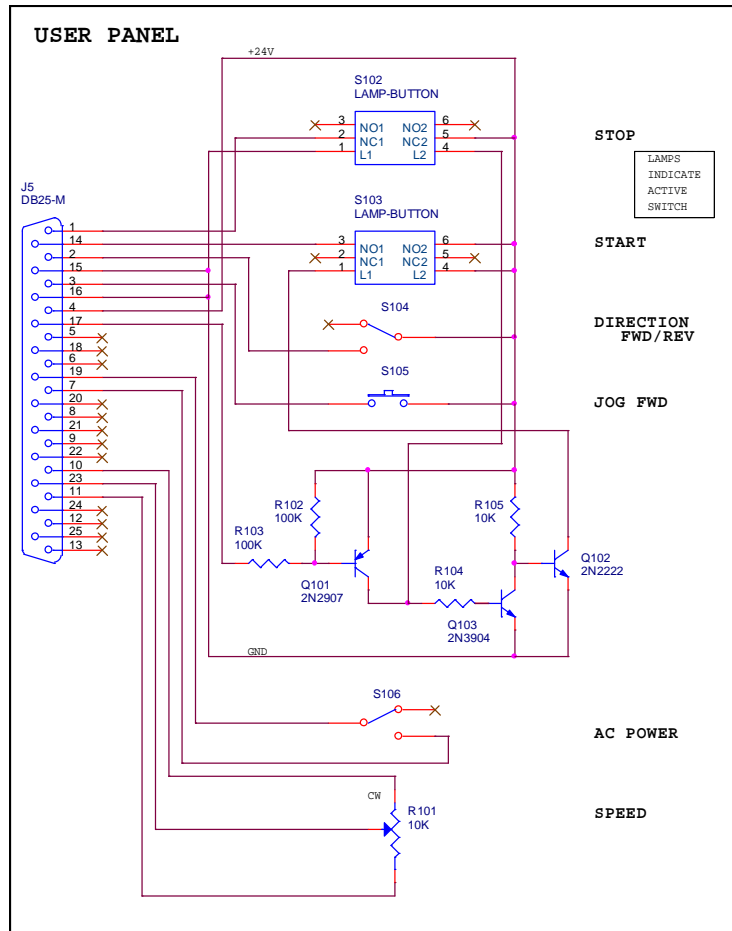 USER PANEL
+24V
S102
LAMP-BUTTON
3 NO1 NO2 6
2 NC1 NC2 5
1 L1 L2 4
STOP
LAMPS
INDICATE
ACTIVE
SWITCH
J5
DB25-M
S103
LAMP-BUTTON
3 NO1 NO2 6
2 NC1 NC2 5
1 L1 L2 4
START
1
14
2
15
3
16
4
17
5
18
6
19
7
20
8
21
9
22
10
23
11
24
12
25
13
S104
DIRECTION
FWD/REV
S105
JOG FWD
R102
100K
R103
100K
R105
10K
Q101
2N2907
R104
10K
Q102
2N2222
Q103
2N3904
GND
S106
AC POWER
CW
R101
10K
SPEED